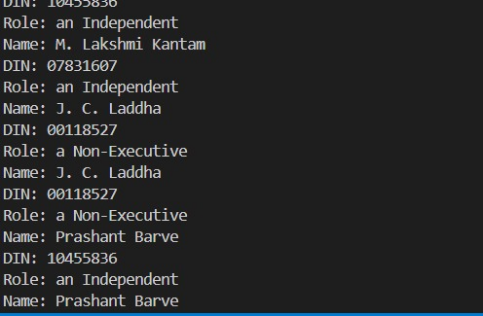 DIN: 10455836
Role: an Independent
Name: M. Lakshmi Kantam
DIN: 07831607
Role: an Independent
Name: J. C. Laddha
DIN: 00118527
Role: a Non-Executive
Name: J. C. Laddha
DIN: 00118527
Role: a Non-Executive
Name: Prashant Barve
DIN: 10455836
Role: an Independent
Name: Prashant Barve